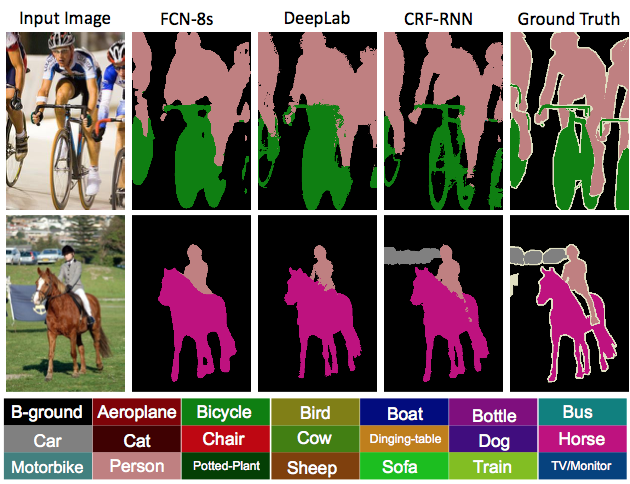 Input Image FCN-8s DeepLab CRF-RNN Ground Truth
B-ground Aeroplane Bicycle Bird Boat Bottle Bus
Car Cat Chair Cow Dinging-table Dog Horse
Motorbike Person Potted-Plant Sheep Sofa Train TV/Monitor